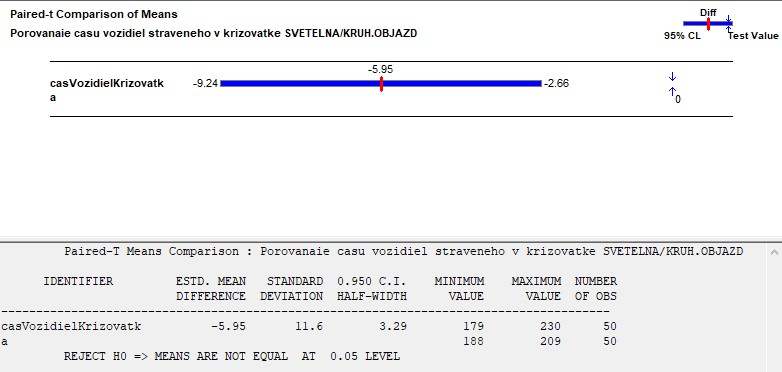 Paired-t Comparison of Means
Porovanaie casu vozidiel straveneho v krizovatke SVETELNA/KRUH.OBJAZD
Diff
95% CL Test Value
-5.95
casVozidielKrizovatk -9.24 -2.66
a
0
Paired-T Means Comparison : Porovanaie casu vozidiel straveneho v krizovatke SVETELNA/KRUH.OBJAZD
IDENTIFIER ESTD. MEAN STANDARD 0.950 C.I. MINIMUM MAXIMUM NUMBER
DIFFERENCE DEVIATION HALF-WIDTH VALUE VALUE OF OBS
------------------------------------------------------------------------------------------
casVozidielKrizovatk -5.95 11.6 3.29 179 230 50
a 188 209 50
REJECT H0 => MEANS ARE NOT EQUAL AT 0.05 LEVEL